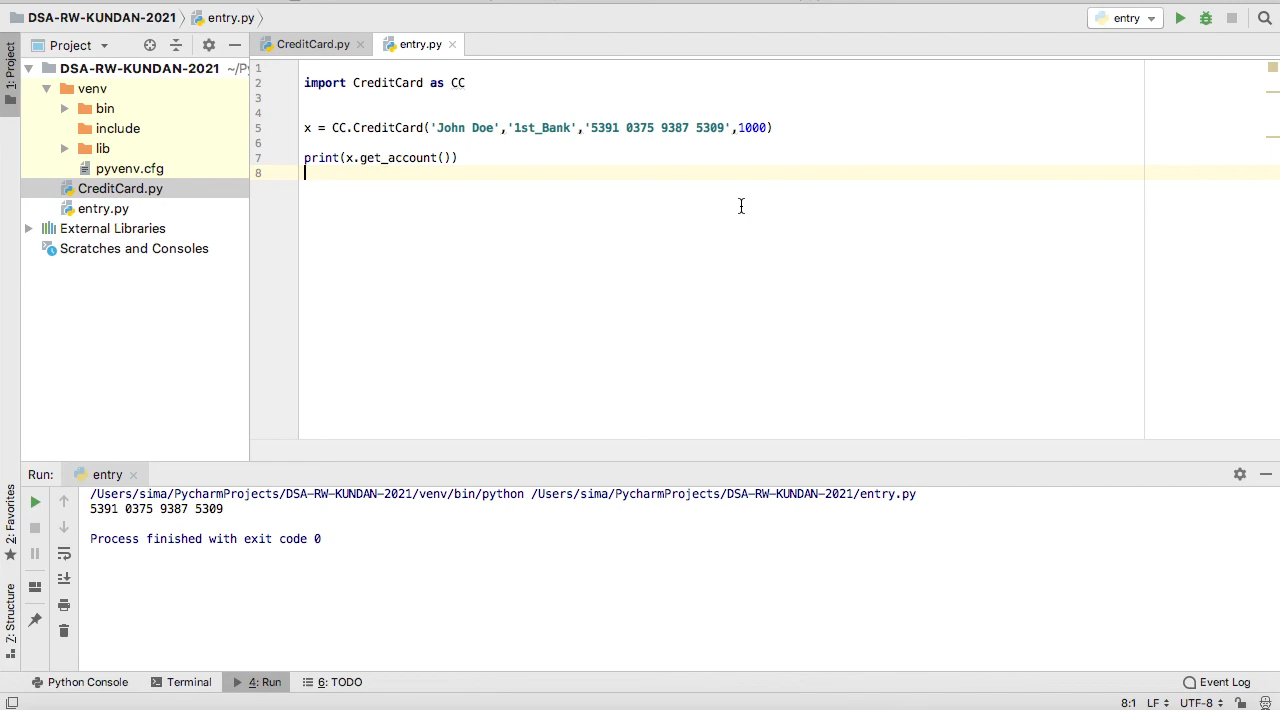 DSA-RW-KUNDAN-2021 entry.py
entry
1: Project
Project
CreditCard.py
entry.py
DSA-RW-KUNDAN-2021 ~/P
venv
bin
include
lib
pyvenv.cfg
CreditCard.py
entry.py
External Libraries
Scratches and Consoles
1
2 import CreditCard as CC
3
4
5 x = CC.CreditCard('John Doe','1st_Bank','5391 0375 9387 5309',1000)
6
7 print(x.get_account())
8
Run: entry
/Users/sima/PycharmProjects/DSA-RW-KUNDAN-2021/venv/bin/python /Users/sima/PycharmProjects/DSA-RW-KUNDAN-2021/entry.py
5391 0375 9387 5309
Process finished with exit code 0
2: Favorites
Z: Structure
Python Console Terminal 4: Run 6: TODO Event Log
8:1 LF UTF-8